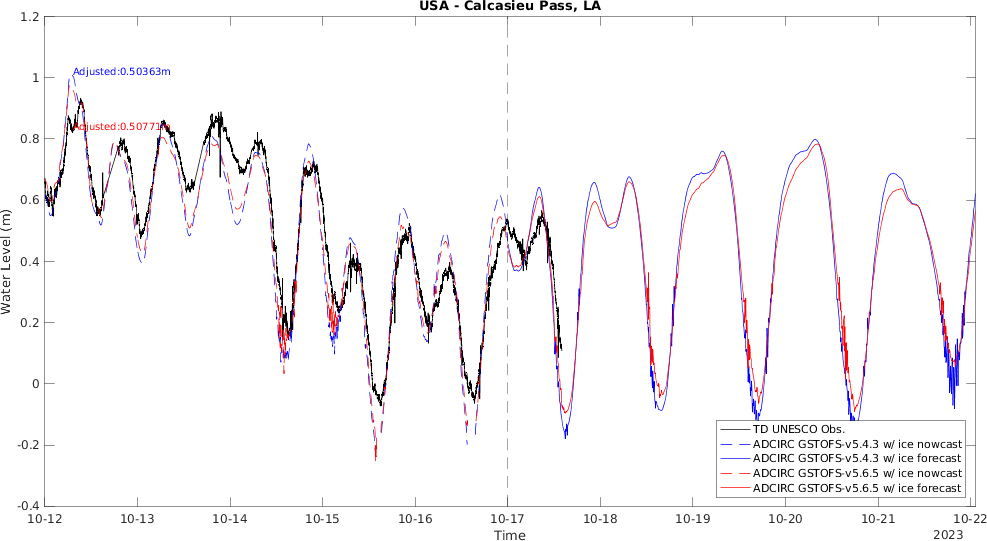 USA - Calcasieu Pass, LA
1.2
1
0.8
0.6
0.4
0.2
0
-0.2
-0.4
Water Level (m)
Adjusted:0.50363m
Adjusted:0.50771m
TD UNESCO Obs.
ADCIRC GSTOFS-v5.4.3 w/ ice nowcast
ADCIRC GSTOFS-v5.4.3 w/ ice forecast
ADCIRC GSTOFS-v5.6.5 w/ ice nowcast
ADCIRC GSTOFS-v5.6.5 w/ ice forecast
10-12 10-13 10-14 10-15 10-16 10-17 10-18 10-19 10-20 10-21 10-22
Time
2023